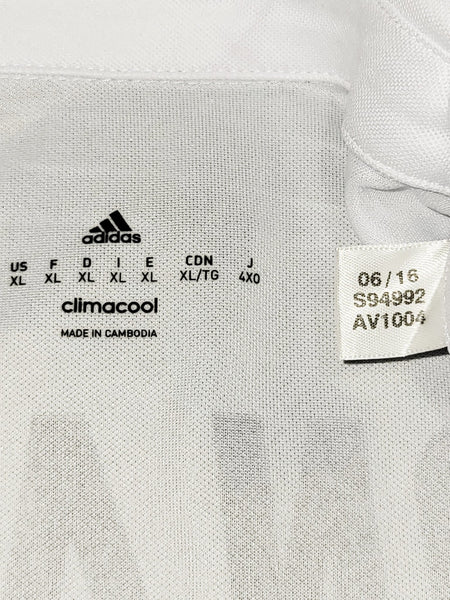 adidas
US F D I E CDN J
XL XL XL XL XL XL/TG 4XO
climacool
MADE IN CAMBODIA
06/16
S94992
AV1004